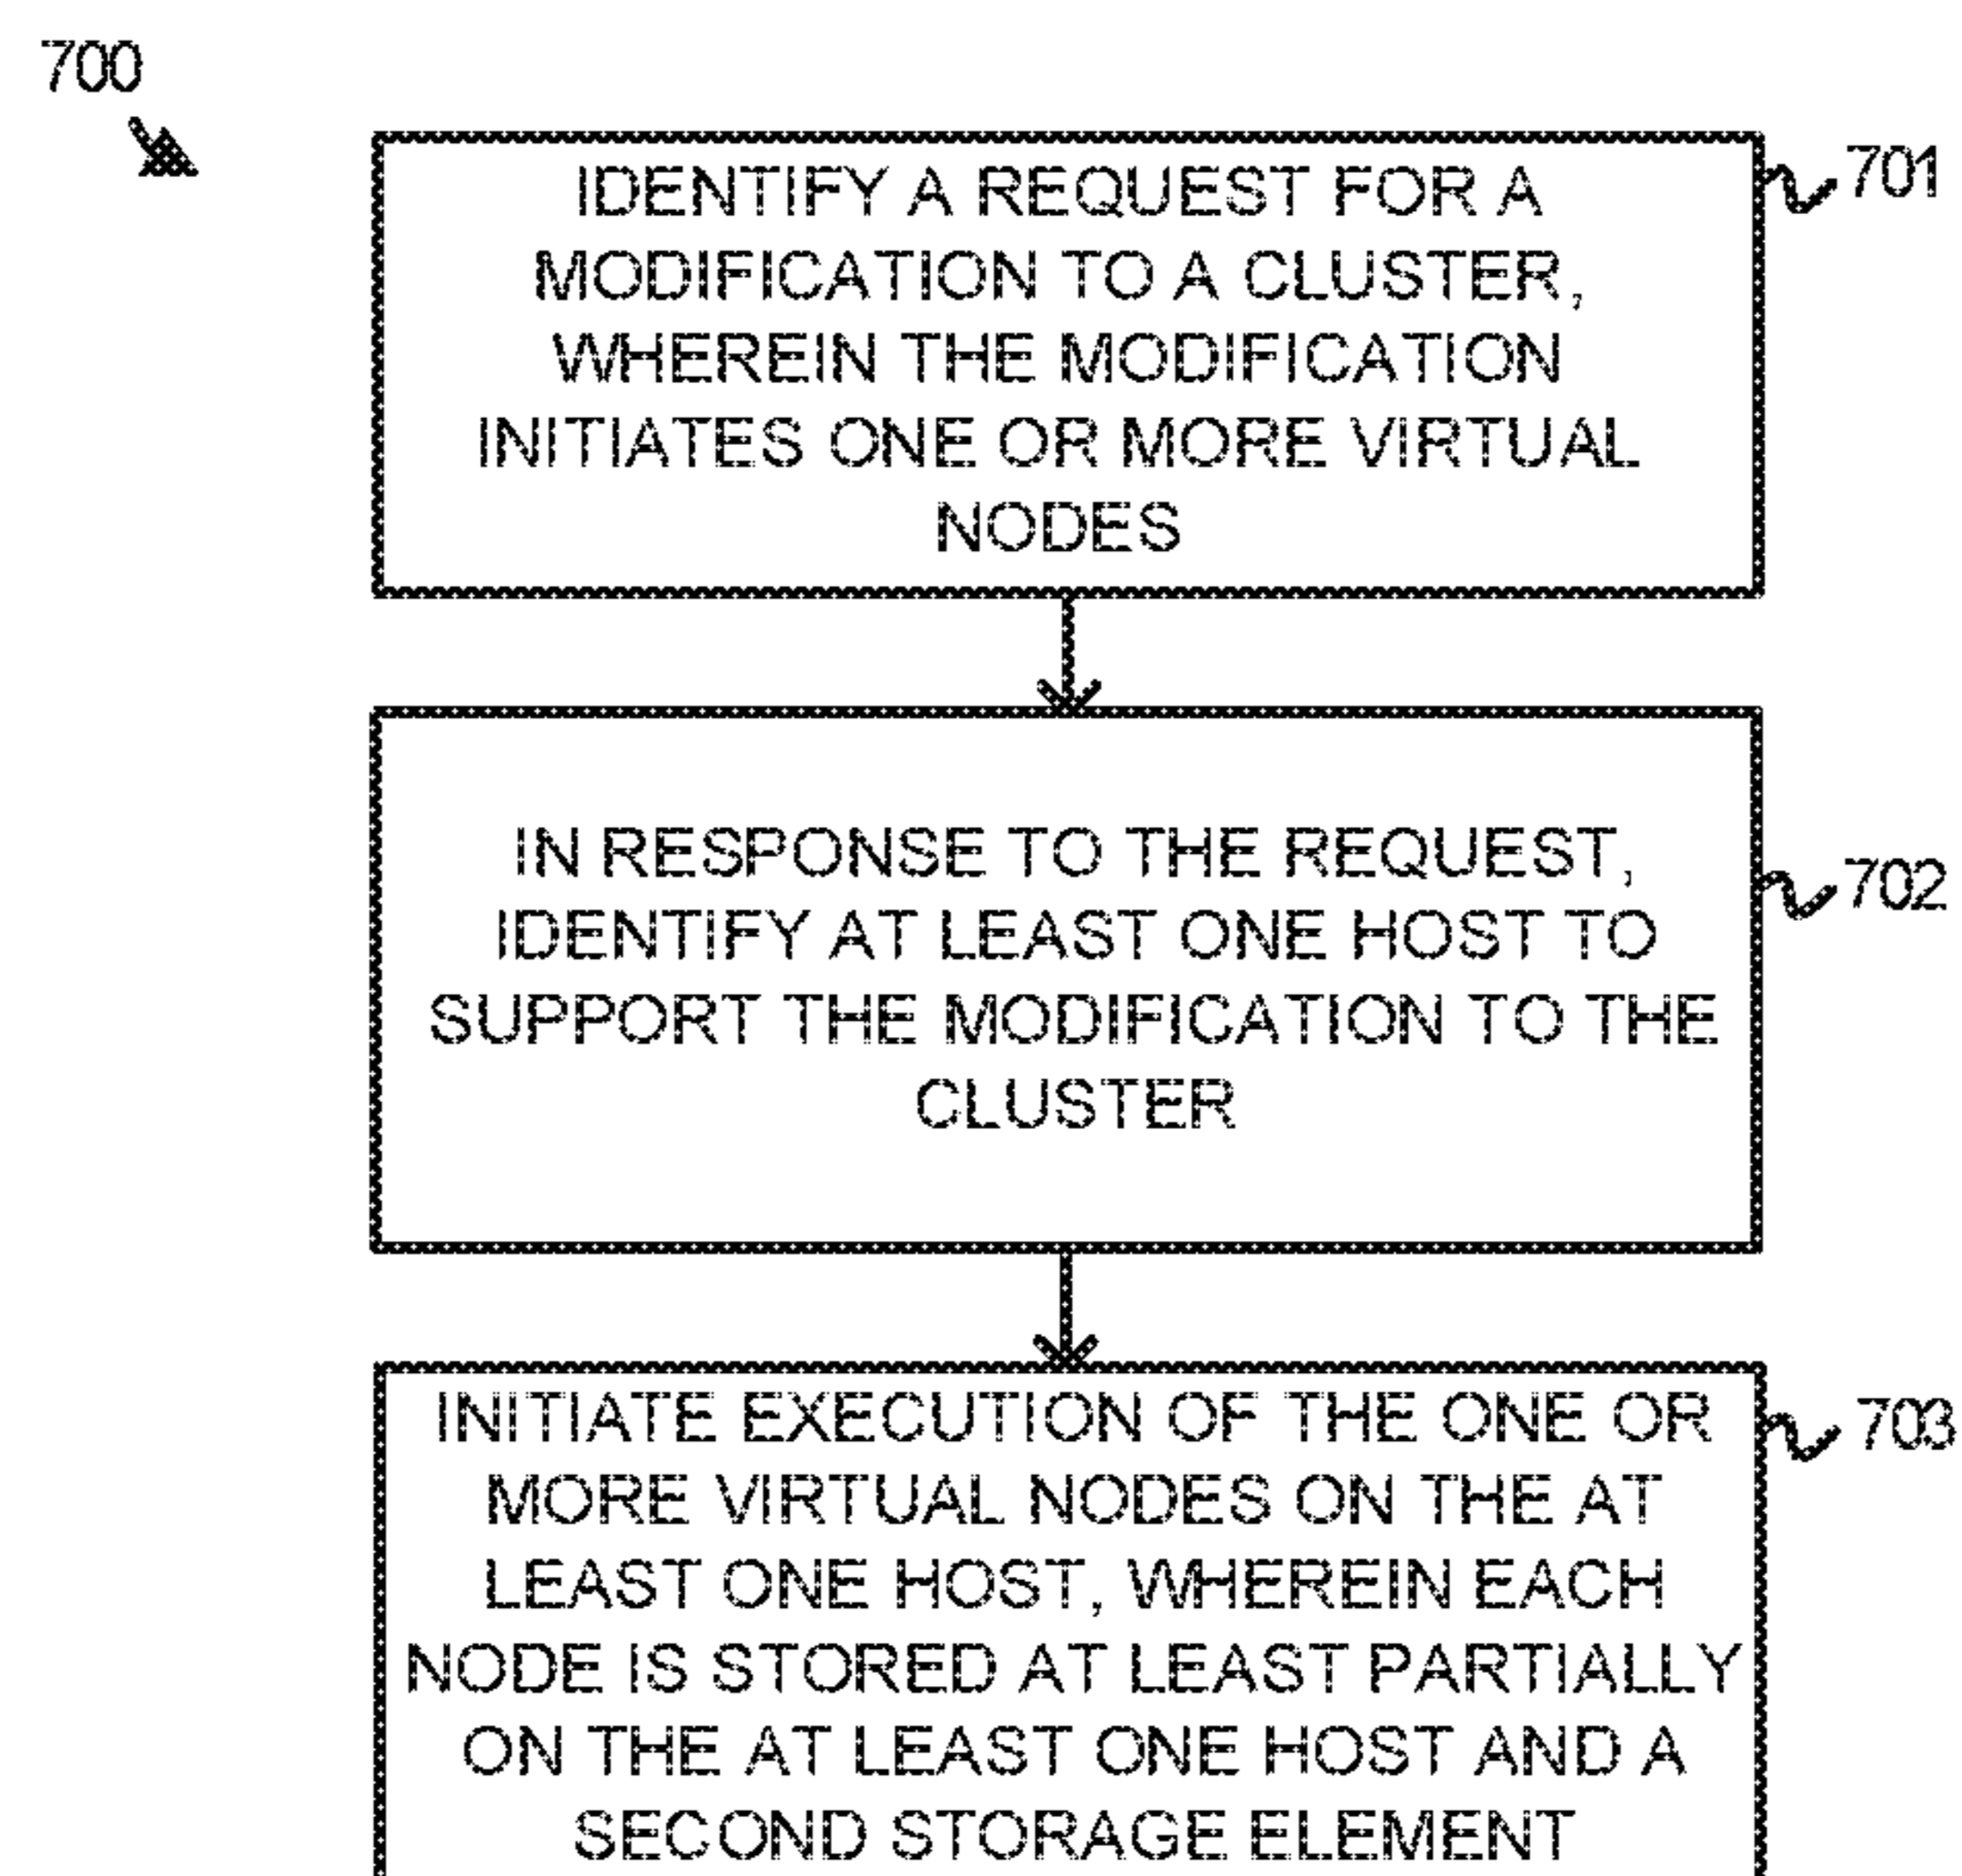 700
IDENTIFY A REQUEST FOR A
MODIFICATION TO A CLUSTER,
WHEREIN THE MODIFICATION
INITIATES ONE OR MORE VIRTUAL
NODES
701
IN RESPONSE TO THE REQUEST,
IDENTIFY AT LEAST ONE HOST TO
SUPPORT THE MODIFICATION TO THE
CLUSTER
702
INITIATE EXECUTION OF THE ONE OR
MORE VIRTUAL NODES ON THE AT
LEAST ONE HOST, WHEREIN EACH
NODE IS STORED AT LEAST PARTIALLY
ON THE AT LEAST ONE HOST AND A
SECOND STORAGE ELEMENT
703